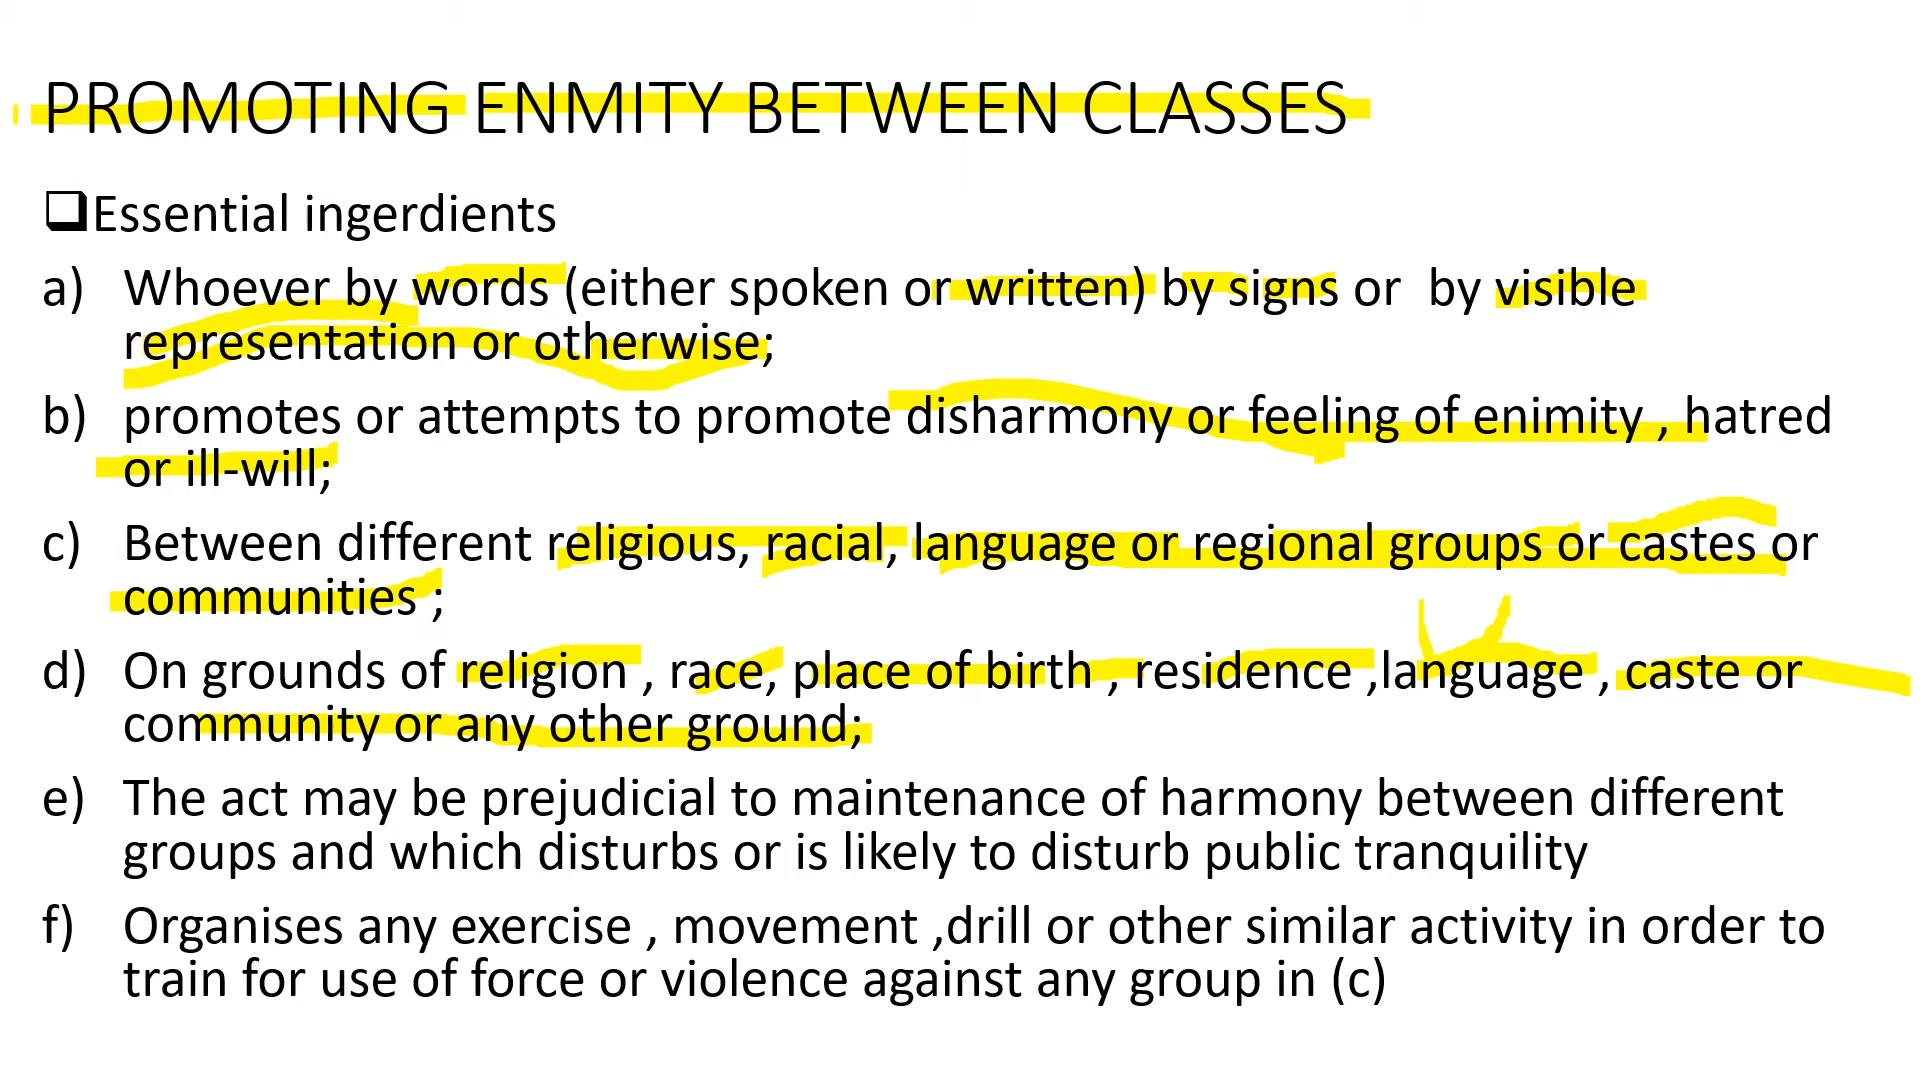 PROMOTING ENMITY BETWEEN CLASSES
Essential ingerdients
a) Whoever by words (either spoken or written) by signs or by visible
representation or otherwise;
b) promotes or attempts to promote disharmony or feeling of enimity , hatred
or ill-will;
c) Between different religious, racial, language or regional groups or castes or
communities ;
d) On grounds of religion , race, place of birth , residence ,language , caste or
community or any other ground;
e) The act may be prejudicial to maintenance of harmony between different
groups and which disturbs or is likely to disturb public tranquility
f) Organises any exercise , movement ,drill or other similar activity in order to
train for use of force or violence against any group in (c)